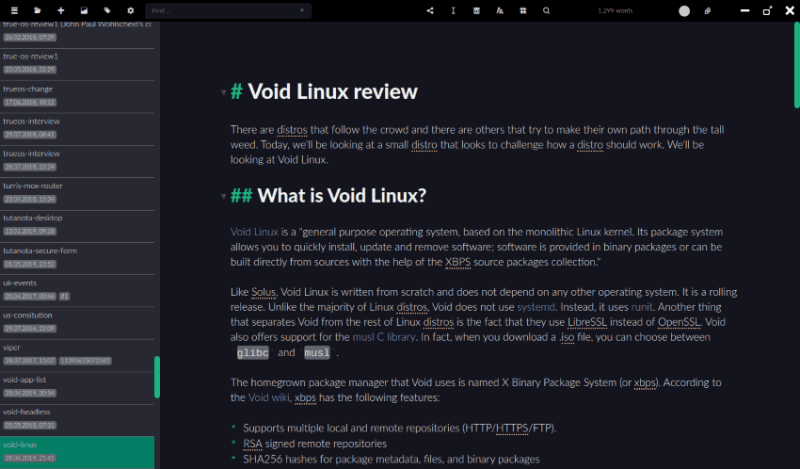 Find...
1,299 words
true-os-review1 (John Paul Wohlscheid's c
26.02.2018, 07:39
true-os-review1
22.05.2018, 22:29
trueos-change
17.06.2018, 18:12
trueos-interview
29.07.2018, 08:41
trueos-interview
28.07.2018, 22:24
turris-mox-router
23.04.2018, 15:34
tutanota-desktop
13.01.2019, 09:18
tutanota-secure-form
01.05.2019, 23:52
uk-events
20.04.2017, 00:46 #1
us-consitution
29.07.2016, 22:09
viper
28.07.2017, 13:07
void-app-list
28.04.2019, 20:54
void-headless
05.05.2018, 07:31
void-linux
28.04.2019, 21:45
# Void Linux review
There are distros that follow the crowd and there are others that try to make their own path through the tall
weed. Today, we'll be looking at a small distro that looks to challenge how a distro should work. We'll be
looking at Void Linux.
## What is Void Linux?
Void Linux is a "general purpose operating system, based on the monolithic Linux kernel. Its package system
allows you to quickly install, update and remove software; software is provided in binary packages or can be
built directly from sources with the help of the XBPS source packages collection."
Like Solus, Void Linux is written from scratch and does not depend on any other operating system. It is a rolling
release. Unlike the majority of Linux distros, Void does not use systemd. Instead, it uses runit. Another thing
that separates Void from the rest of Linux distros is the fact that they use LibreSSL instead of OpenSSL. Void
also offers support for the musl C library. In fact, when you download a .iso file, you can choose between
glibc and musl .
The homegrown package manager that Void uses is named X Binary Package System (or xbps). According to
the Void wiki, xbps has the following features:
* Supports multiple local and remote repositories (HTTP/HTTPS/FTP).
* RSA signed remote repositories
* SHA256 hashes for package metadata, files, and binary packages